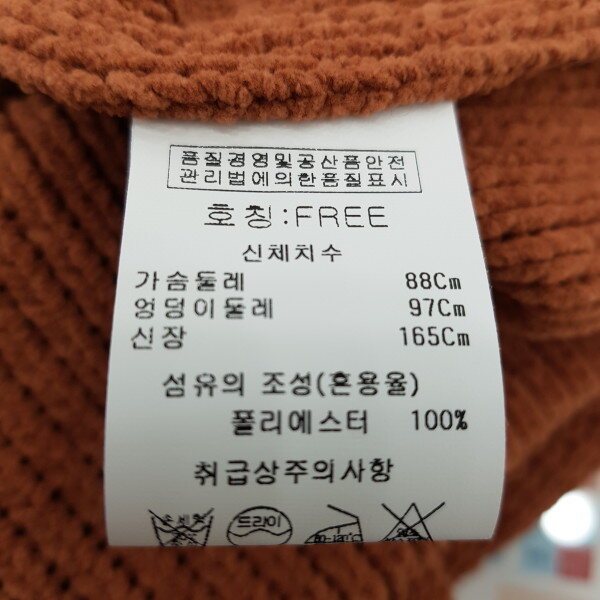 품질경영및공산품안전
관리법에의한품질표시
호칭:FREE
신체치수
가슴둘레 88Cm
엉덩이둘레 97Cm
신장 165Cm
섬유의 조성(혼용율)
폴리에스터 100%
취급상주의사항
드라이